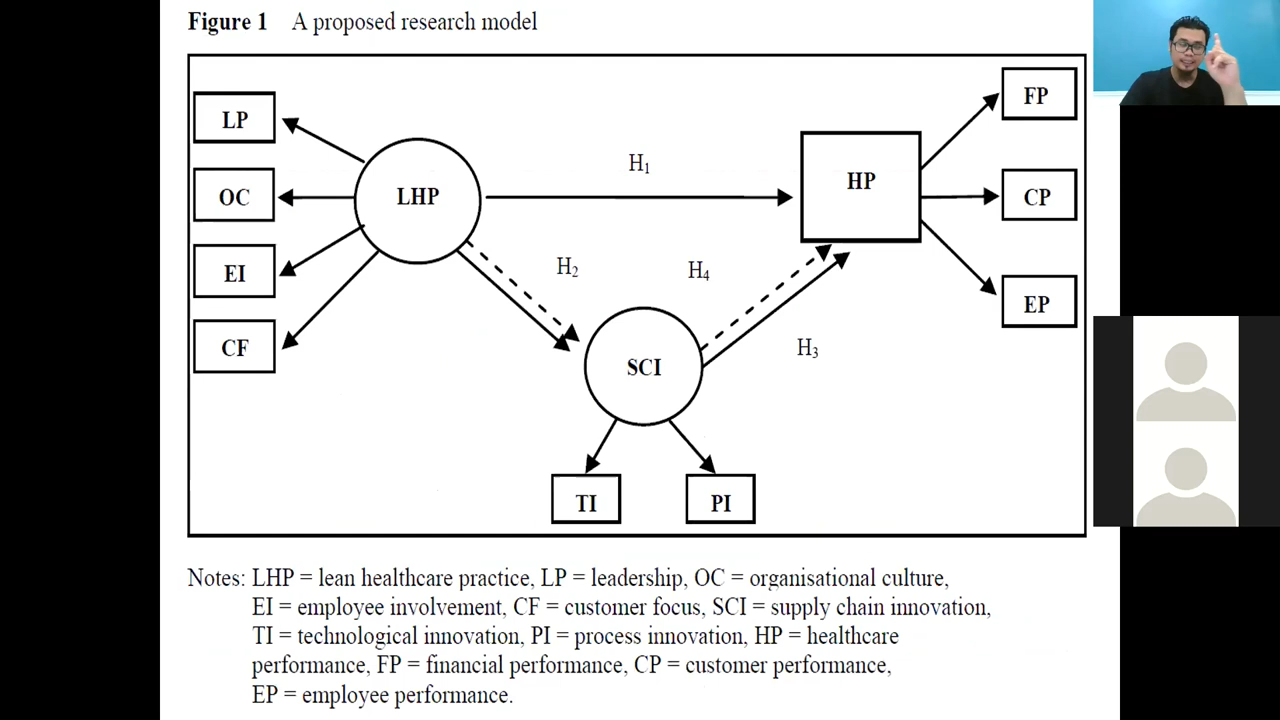 Figure 1 A proposed research model
LP
OC
EI
CF
LHP
H1
H2
H4
H3
SCI
TI
PI
HP
FP
CP
EP
Notes: LHP = lean healthcare practice, LP = leadership, OC = organisational culture,
EI = employee involvement, CF = customer focus, SCI = supply chain innovation,
TI = technological innovation, PI = process innovation, HP = healthcare
performance, FP = financial performance, CP = customer performance,
EP = employee performance.